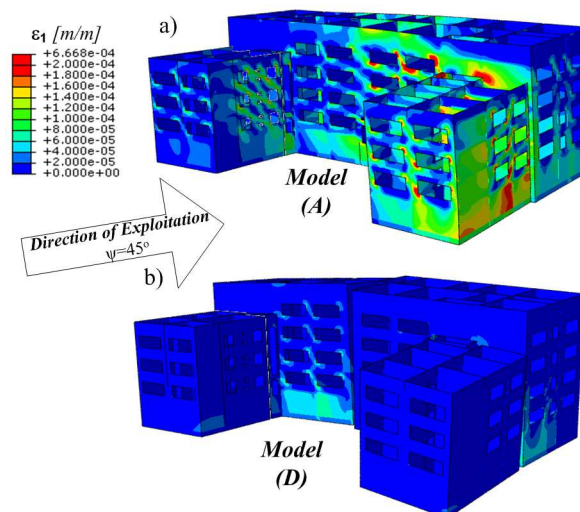 a)
ε₁ [m/m]
+6.668e-04
+2.000e-04
+1.800e-04
+1.600e-04
+1.400e-04
+1.200e-04
+1.000e-04
+8.000e-05
+6.000e-05
+4.000e-05
+2.000e-05
+0.000e+00
Model
(A)
Direction of Exploitation
ψ=45°
b)
Model
(D)